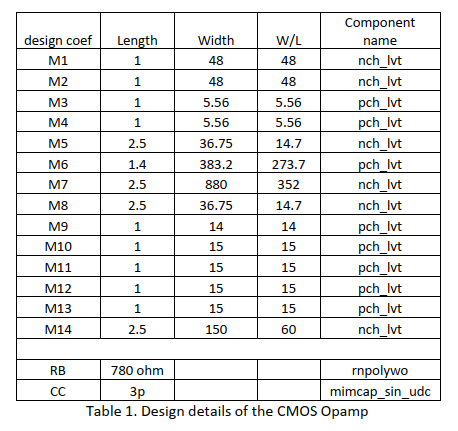 Component
design coef Length Width W/L name
M1 1 48 48 nch_lvt
M2 1 48 48 nch_lvt
M3 1 5.56 5.56 pch_lvt
M4 1 5.56 5.56 pch_lvt
M5 2.5 36.75 14.7 nch_lvt
M6 1.4 383.2 273.7 pch_lvt
M7 2.5 880 352 nch_lvt
M8 2.5 36.75 14.7 nch_lvt
M9 1 14 14 pch_lvt
M10 1 15 15 pch_lvt
M11 1 15 15 pch_lvt
M12 1 15 15 pch_lvt
M13 1 15 15 pch_lvt
M14 2.5 150 60 nch_lvt
RB 780 ohm rnpolywo
CC 3p mimcap_sin_udc
Table 1. Design details of the CMOS Opamp